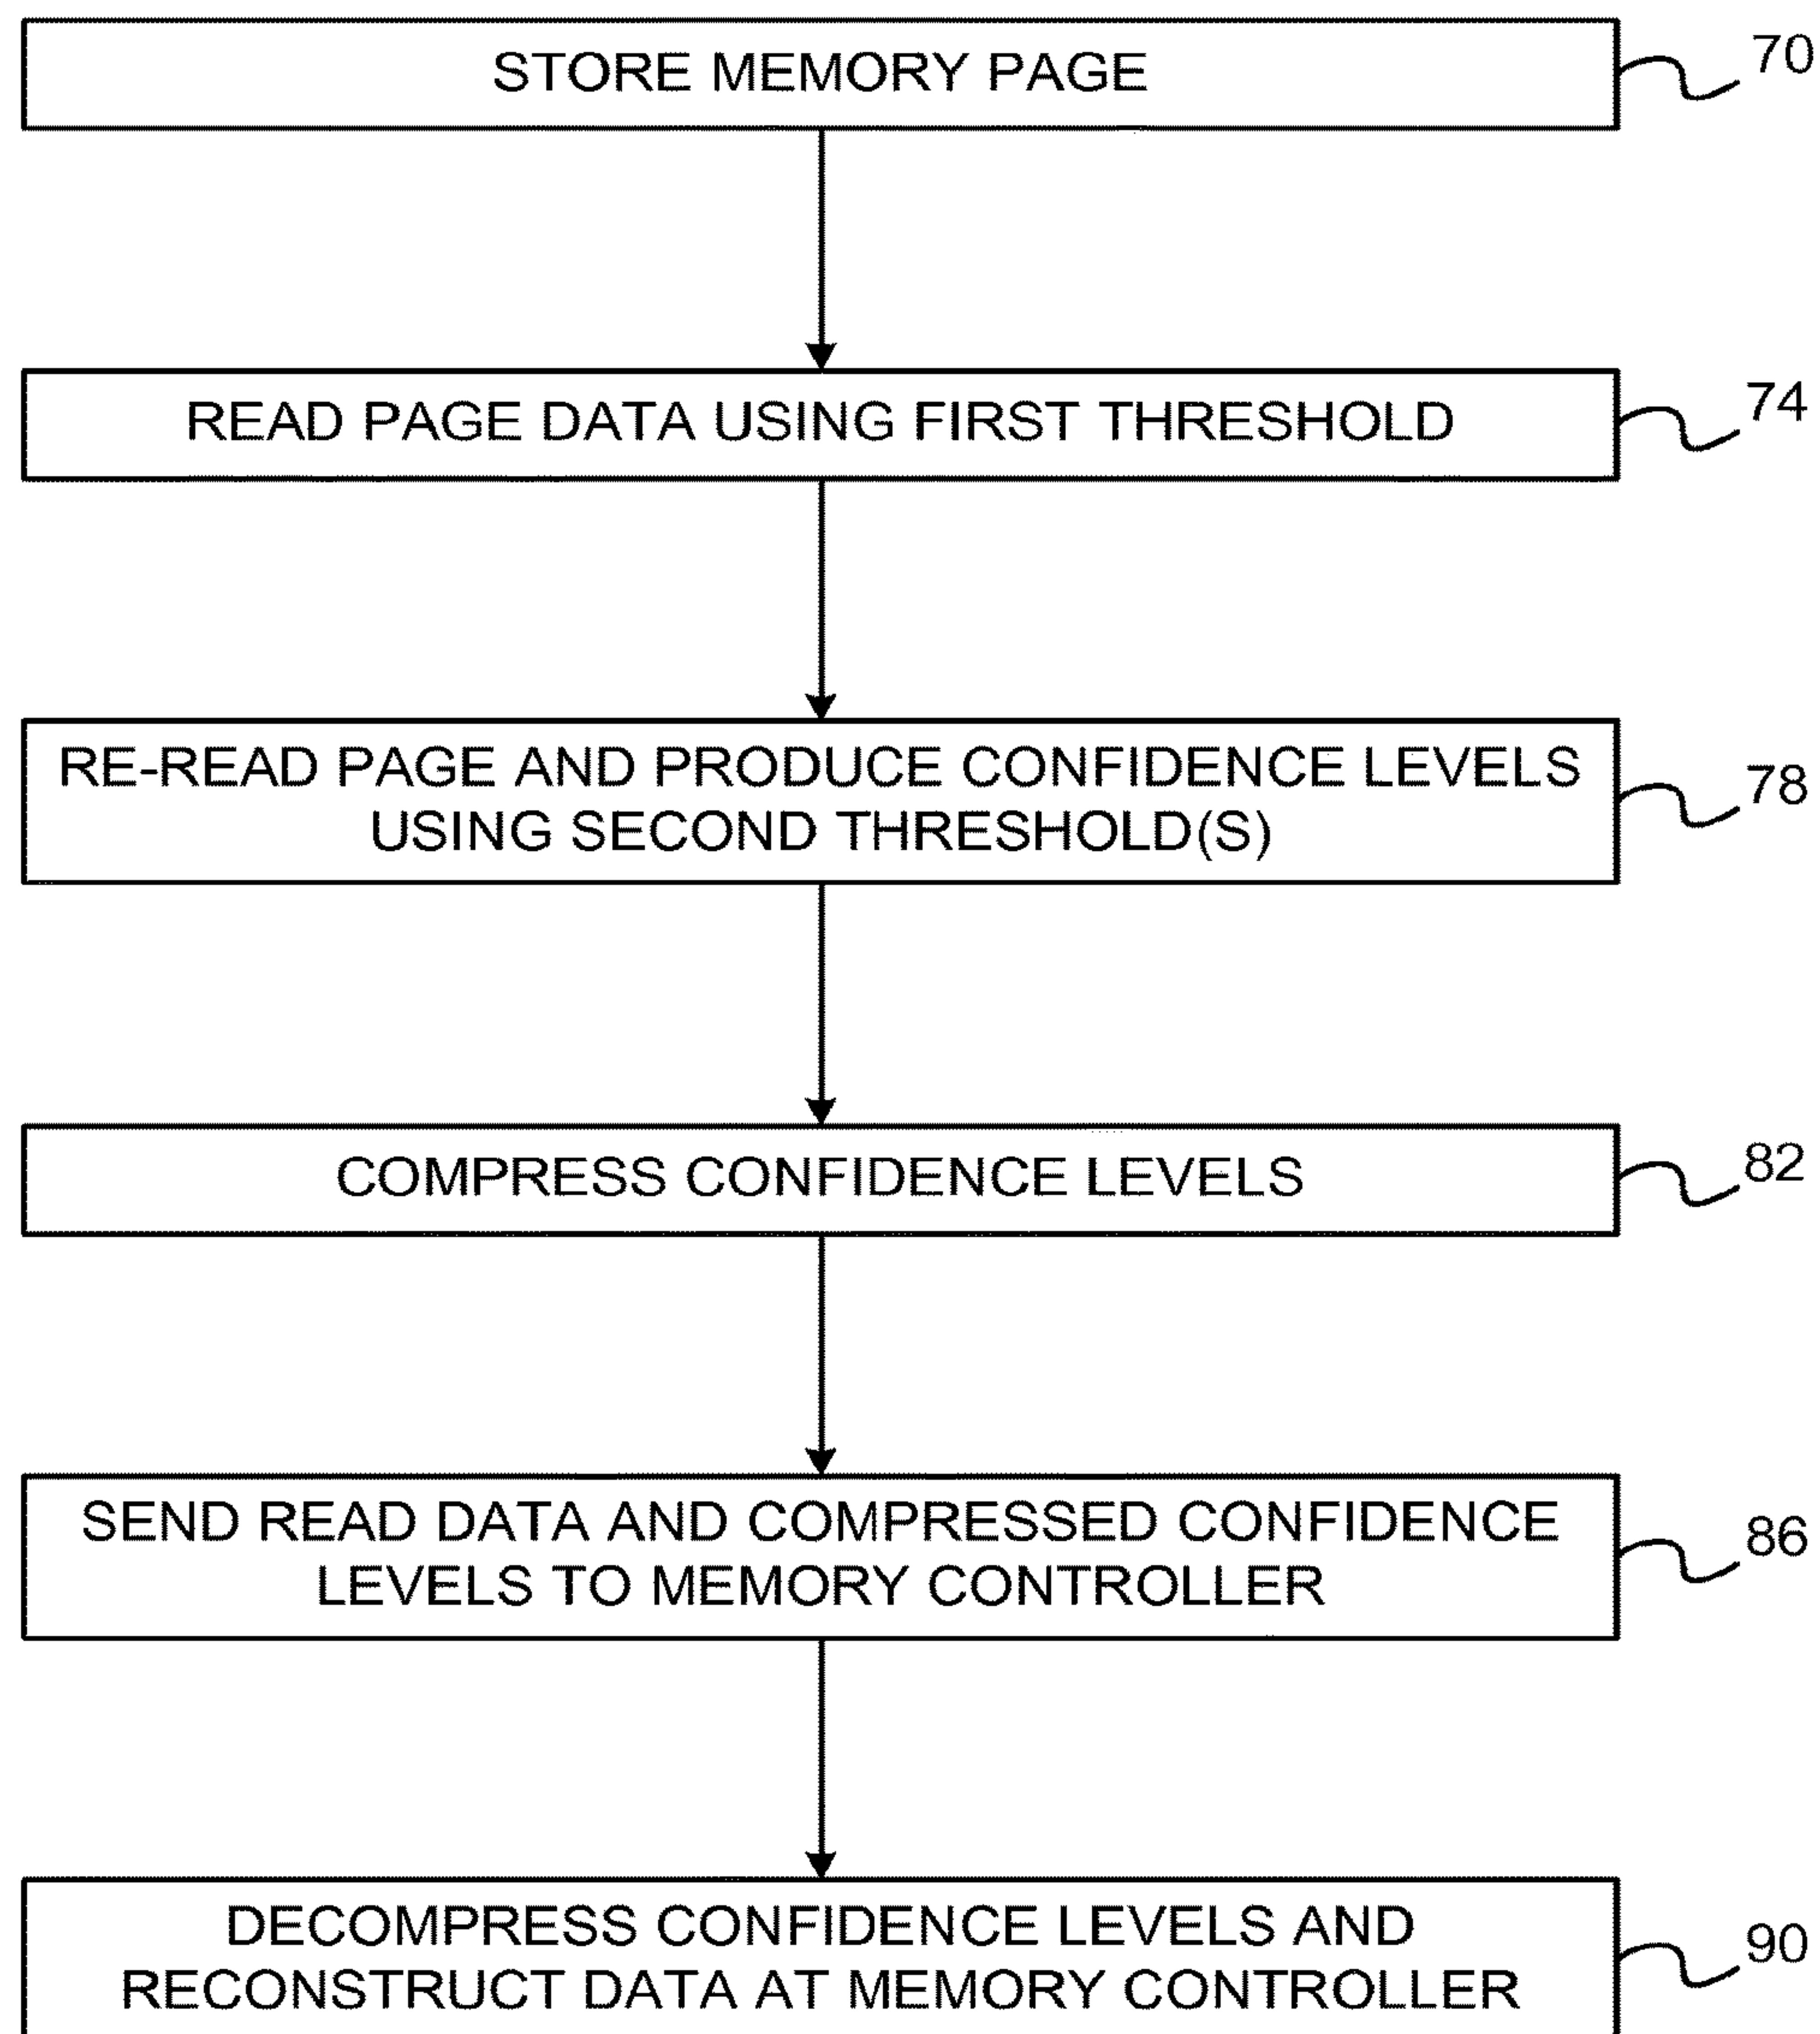 STORE MEMORY PAGE
70
READ PAGE DATA USING FIRST THRESHOLD
74
RE-READ PAGE AND PRODUCE CONFIDENCE LEVELS
USING SECOND THRESHOLD(S)
78
COMPRESS CONFIDENCE LEVELS
82
SEND READ DATA AND COMPRESSED CONFIDENCE
LEVELS TO MEMORY CONTROLLER
86
DECOMPRESS CONFIDENCE LEVELS AND
RECONSTRUCT DATA AT MEMORY CONTROLLER
90